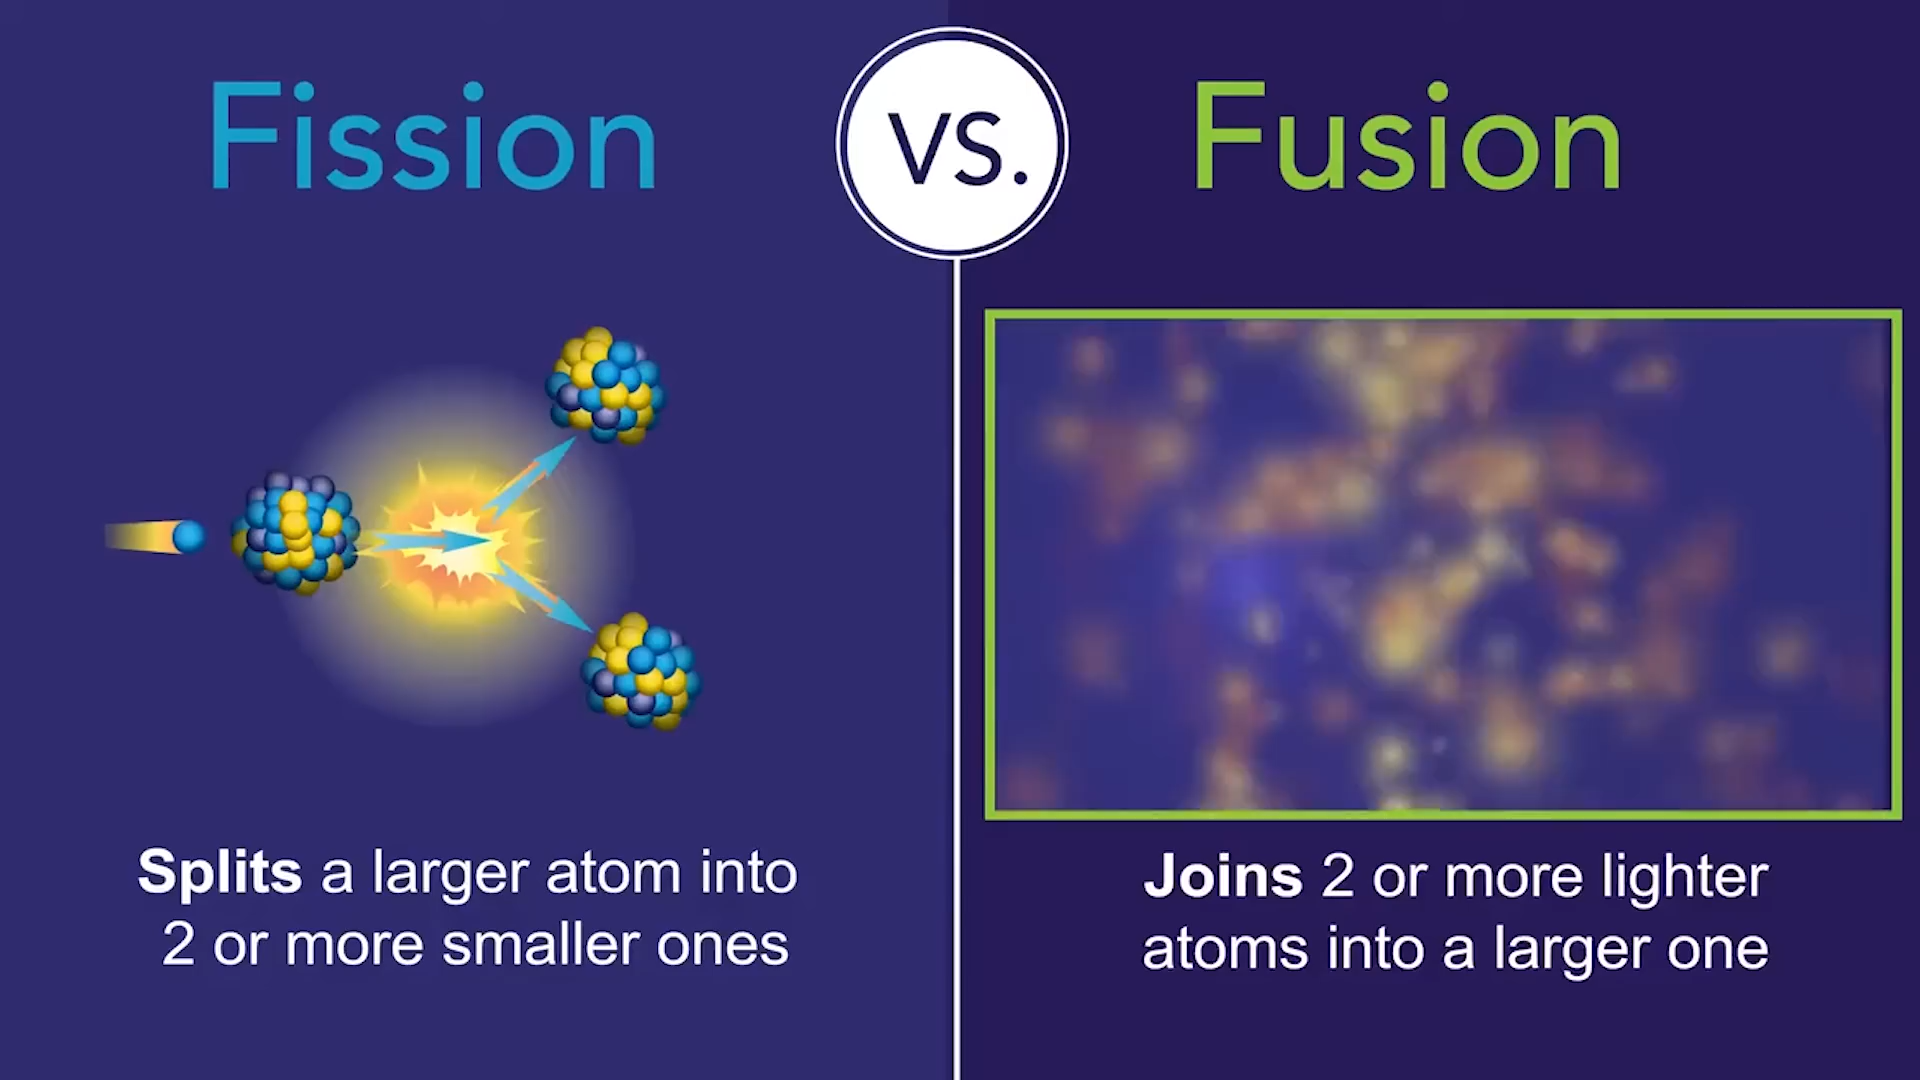 Fission
VS.
Fusion
Splits a larger atom into
2 or more smaller ones
Joins 2 or more lighter
atoms into a larger one